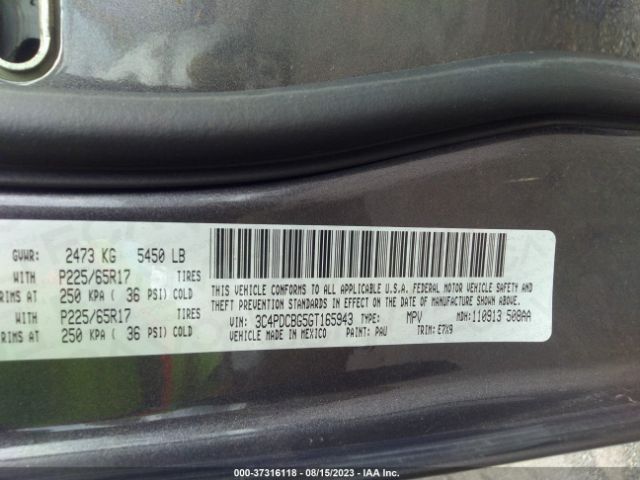 GVWR: 2473 KG 5450 LB
WITH P225/65R17 TIRES
RIMS AT 250 KPA ( 36 PSI) COLD
WITH P225/65R17 TIRES
RIMS AT 250 KPA ( 36 PSI) COLD
THIS VEHICLE CONFORMS TO ALL APPLICABLE U.S.A. FEDERAL MOTOR VEHICLE SAFETY AND
THEFT PREVENTION STANDARDS IN EFFECT ON THE DATE OF MANUFACTURE SHOWN ABOVE.
VIN: 3C4PDCBG5GT165943 TYPE: MPV MDH: 110913 508AA
VEHICLE MADE IN MEXICO PAINT: PAU TRIM: E7X9
000-37316118 - 08/15/2023 - IAA Inc.